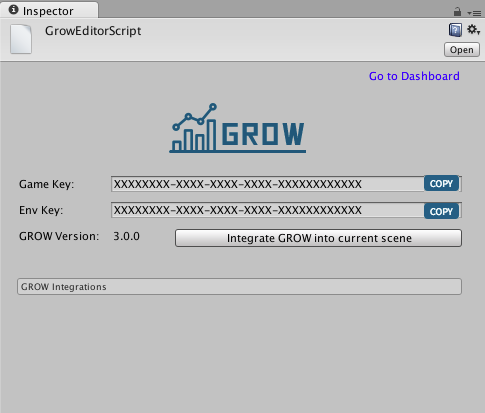 Inspector
GrowEditorScript
Open
Go to Dashboard
GROW
Game Key: XXXXXXXX-XXXX-XXXX-XXXX-XXXXXXXXXXXX COPY
Env Key: XXXXXXXX-XXXX-XXXX-XXXX-XXXXXXXXXXXX COPY
GROW Version: 3.0.0 Integrate GROW into current scene
GROW Integrations